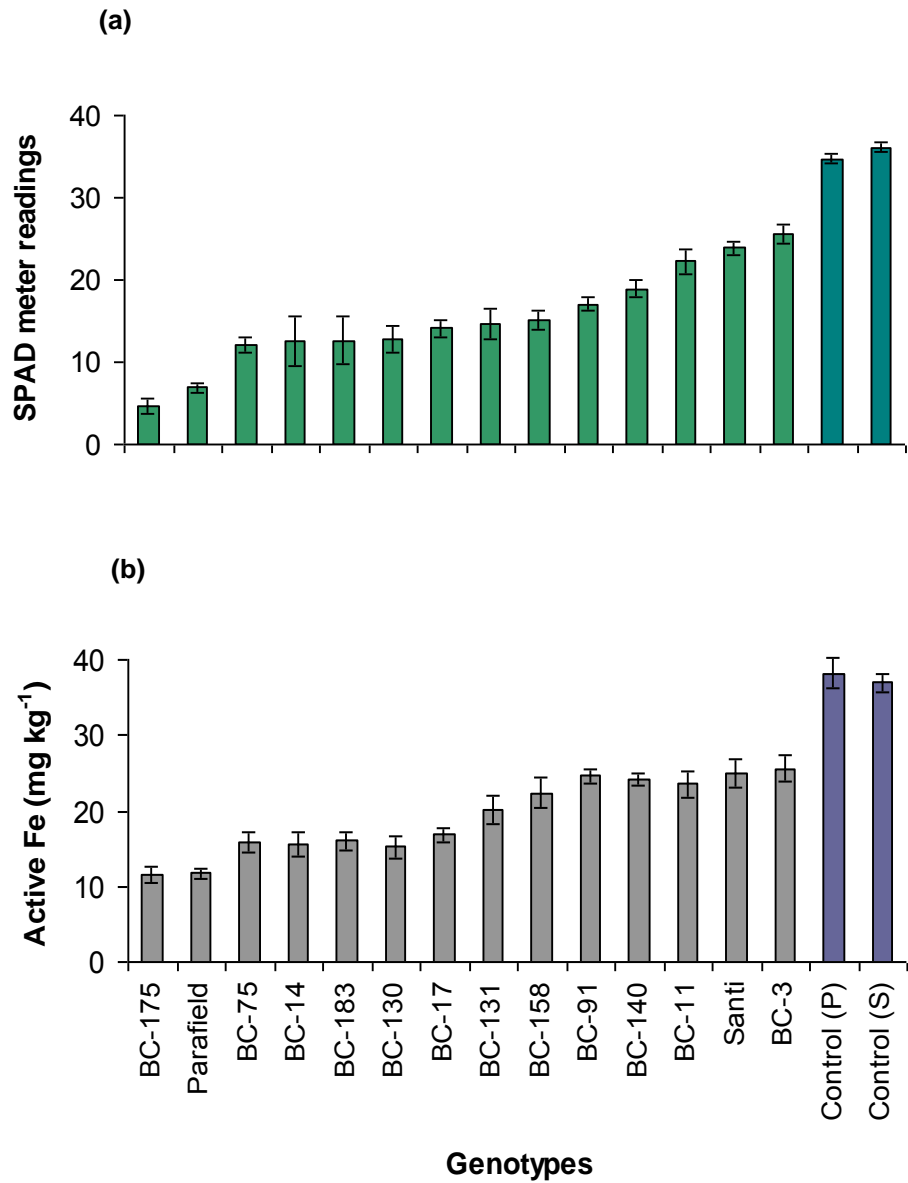 (a)
SPAD meter readings
40
30
20
10
0
(b)
Active Fe (mg kg⁻¹)
40
30
20
10
0
BC-175
Parafield
BC-75
BC-14
BC-183
BC-130
BC-17
BC-131
BC-158
BC-91
BC-140
BC-11
Santi
BC-3
Control (P)
Control (S)
Genotypes